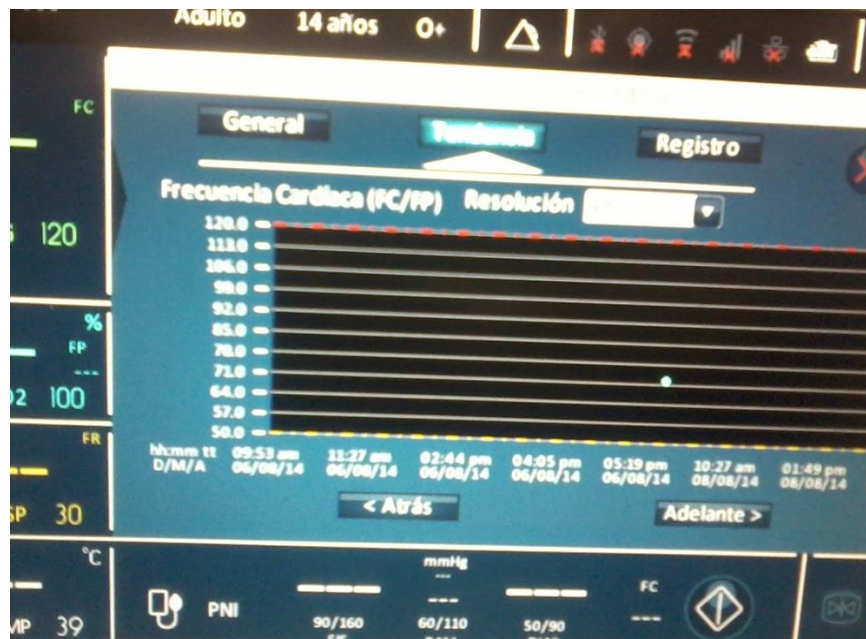 Adulto 14 años O+
FC
120
%
FP
---
O2 100
FR
SP 30
°C
MP 39
General Tendencia Registro
Frecuencia Cardiaca (FC/FP) Resolución
120.0
113.0
106.0
99.0
92.0
85.0
78.0
71.0
64.0
57.0
50.0
hh:mm tt 09:53 am 11:27 am 02:44 pm 04:05 pm 05:19 pm 10:27 am 01:49 pm
D/M/A 06/08/14 06/08/14 06/08/14 06/08/14 06/08/14 08/08/14 08/08/14
< Atrás Adelante >
mmHg
---
PNI --- --- --- FC ---
90/160 60/110 50/90